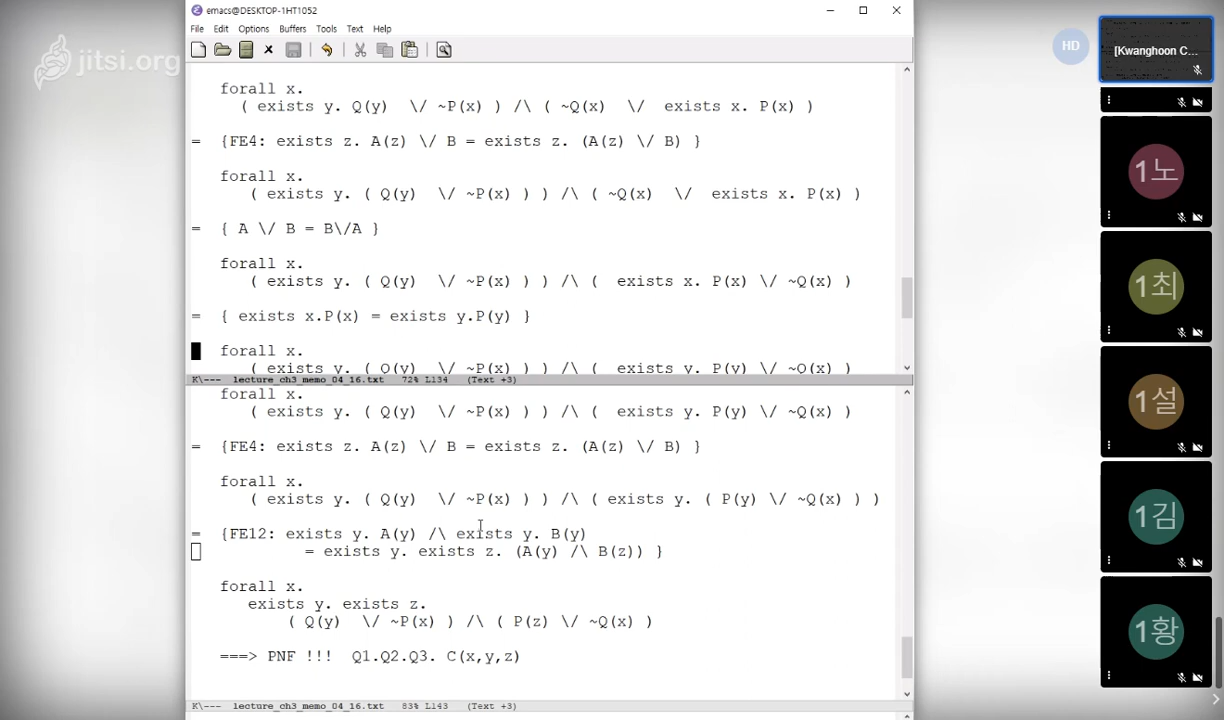 emacs@DESKTOP-1HT1052
File Edit Options Buffers Tools Text Help
jitsi.org
HD
[Kwanghoon C...
forall x.
( exists y. Q(y) \/ ~P(x) ) /\ ( ~Q(x) \/ exists x. P(x) )
= {FE4: exists z. A(z) \/ B = exists z. (A(z) \/ B) }
forall x.
( exists y. ( Q(y) \/ ~P(x) ) ) /\ ( ~Q(x) \/ exists x. P(x) )
= { A \/ B = B\/A }
forall x.
( exists y. ( Q(y) \/ ~P(x) ) ) /\ ( exists x. P(x) \/ ~Q(x) )
= { exists x.P(x) = exists y.P(y) }
forall x.
( exists y. ( Q(y) \/ ~P(x) ) ) /\ ( exists y. P(y) \/ ~Q(x) )
K\--- lecture_ch3_memo_04_16.txt 72% L134 (Text +3)
forall x.
( exists y. ( Q(y) \/ ~P(x) ) ) /\ ( exists y. P(y) \/ ~Q(x) )
= {FE4: exists z. A(z) \/ B = exists z. (A(z) \/ B) }
forall x.
( exists y. ( Q(y) \/ ~P(x) ) ) /\ ( exists y. ( P(y) \/ ~Q(x) ) )
= {FE12: exists y. A(y) /\ exists y. B(y)
= exists y. exists z. (A(y) /\ B(z)) }
forall x.
exists y. exists z.
( Q(y) \/ ~P(x) ) /\ ( P(z) \/ ~Q(x) )
===> PNF !!! Q1.Q2.Q3. C(x,y,z)
K\--- lecture_ch3_memo_04_16.txt 83% L143 (Text +3)
1노
1최
1설
1김
1황